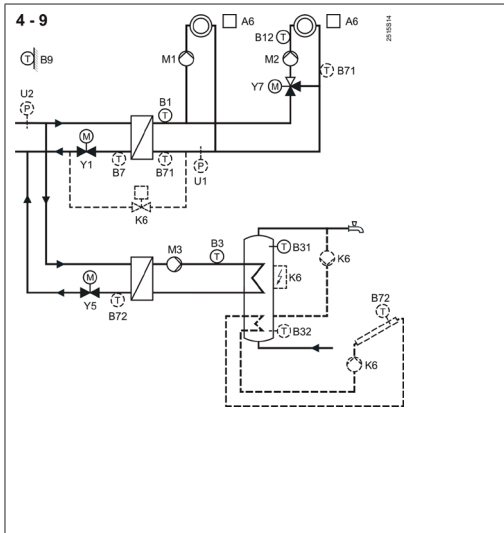 4 - 9
2515S14
A6
A6
B12 T
T B9
M1
M2
Y7 M
T B71
U2
P
B1
T
M
Y1
T
B7
T
B71
P
U1
K6
M3
B3
T
T B31
K6
K6
M
Y5
T
B72
B72
T
T B32
K6